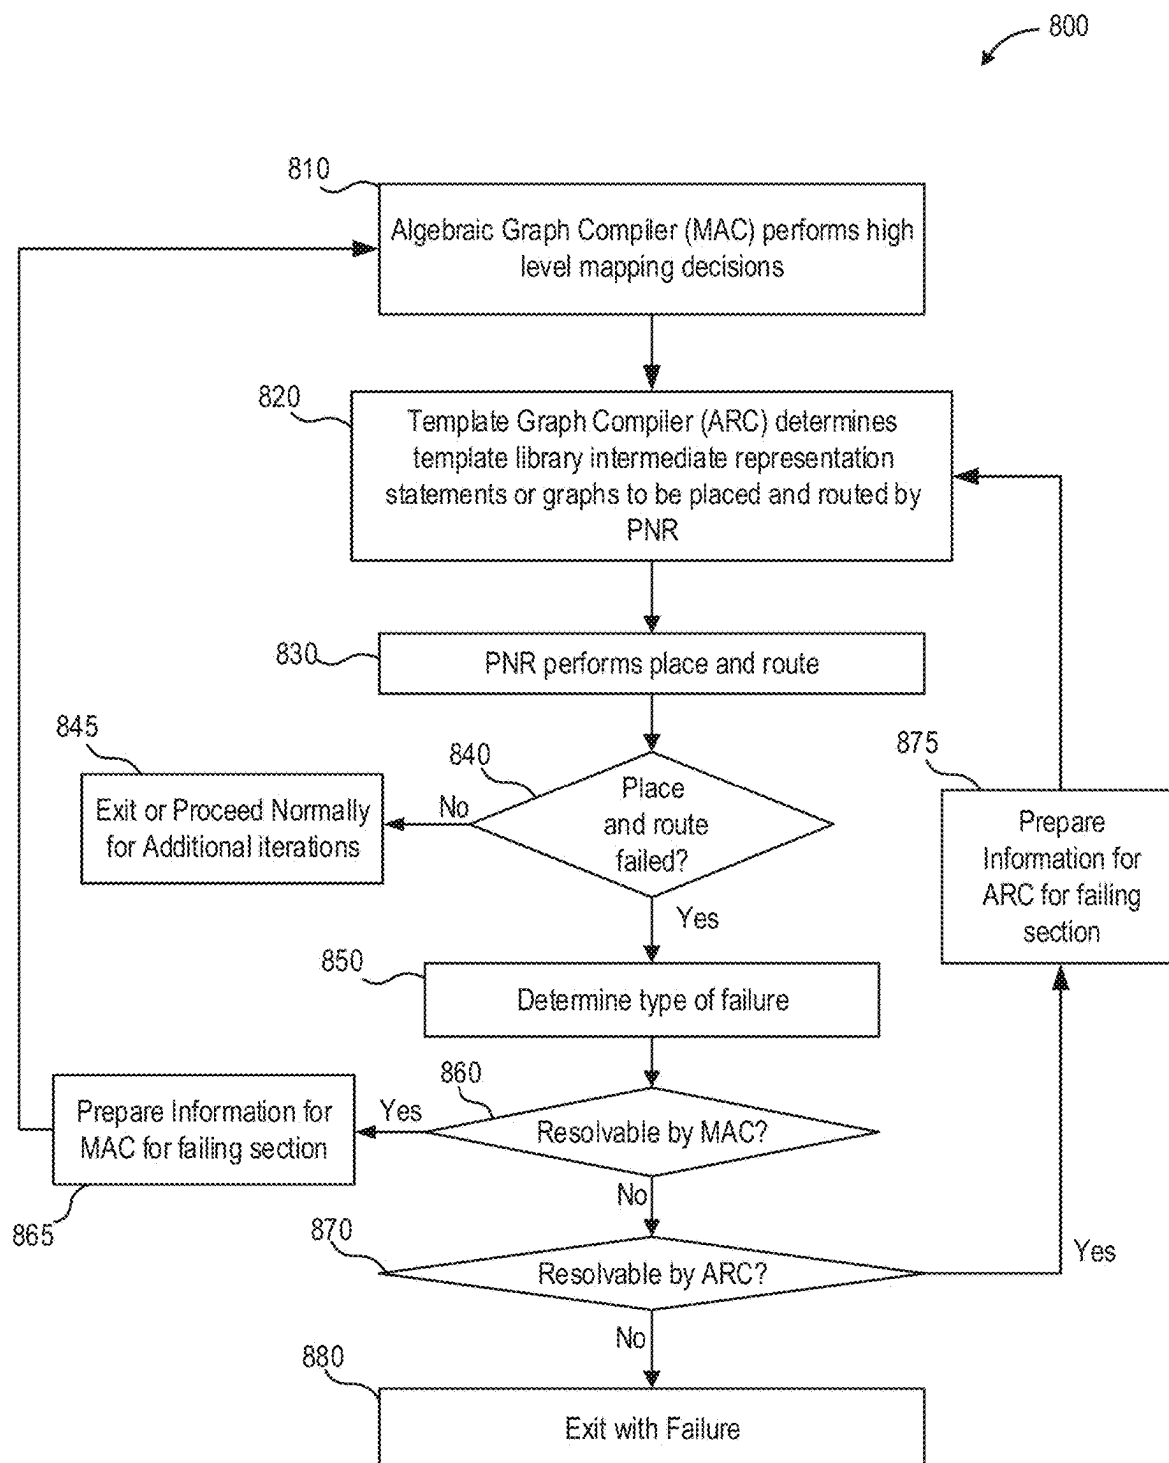 800
810
Algebraic Graph Compiler (MAC) performs high
level mapping decisions
820
Template Graph Compiler (ARC) determines
template library intermediate representation
statements or graphs to be placed and routed by
PNR
830
PNR performs place and route
845
Exit or Proceed Normally
for Additional iterations
840
No
Place
and route
failed?
Yes
875
Prepare
Information for
ARC for failing
section
850
Determine type of failure
860
Resolvable by MAC?
Yes
Prepare Information for
MAC for failing section
865
No
870
Resolvable by ARC?
Yes
No
880
Exit with Failure